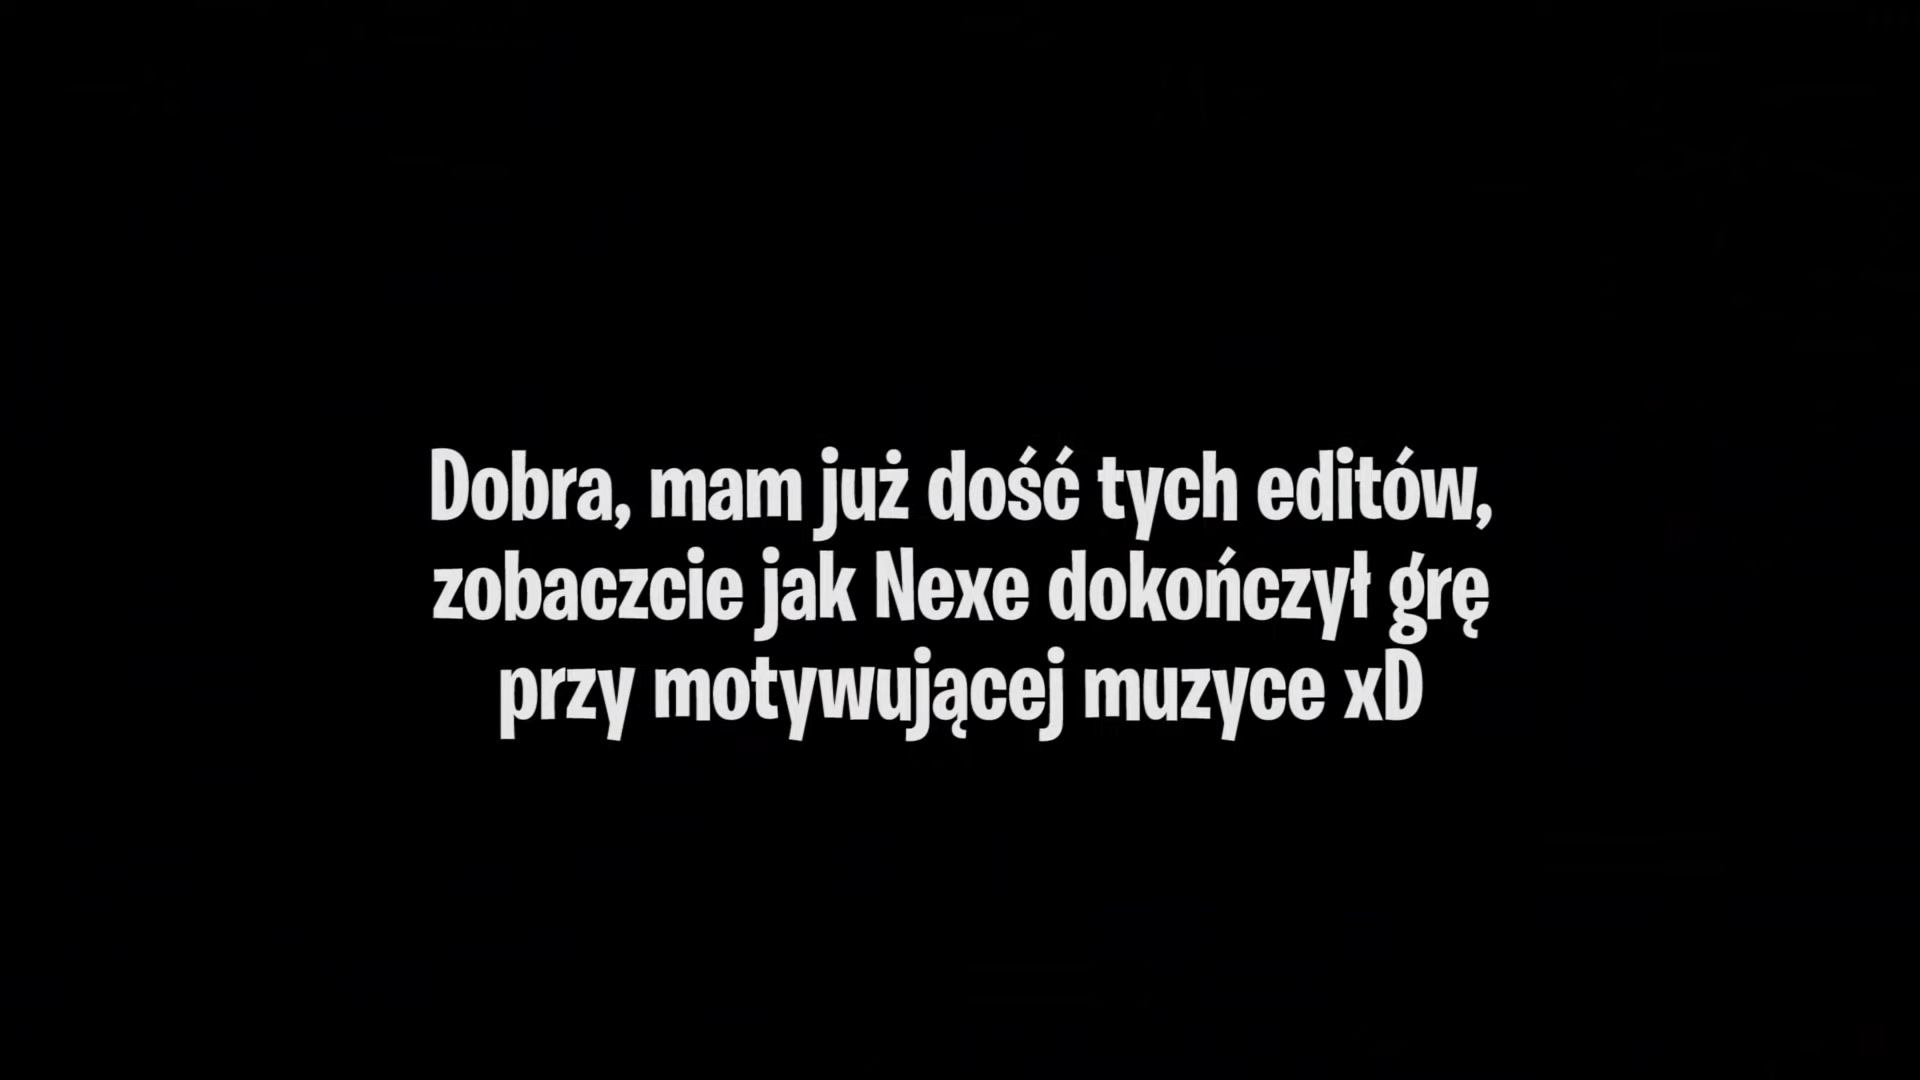 Dobra, mam już dość tych editów,
zobaczcie jak Nexe dokończył grę
przy motywującej muzyce xD